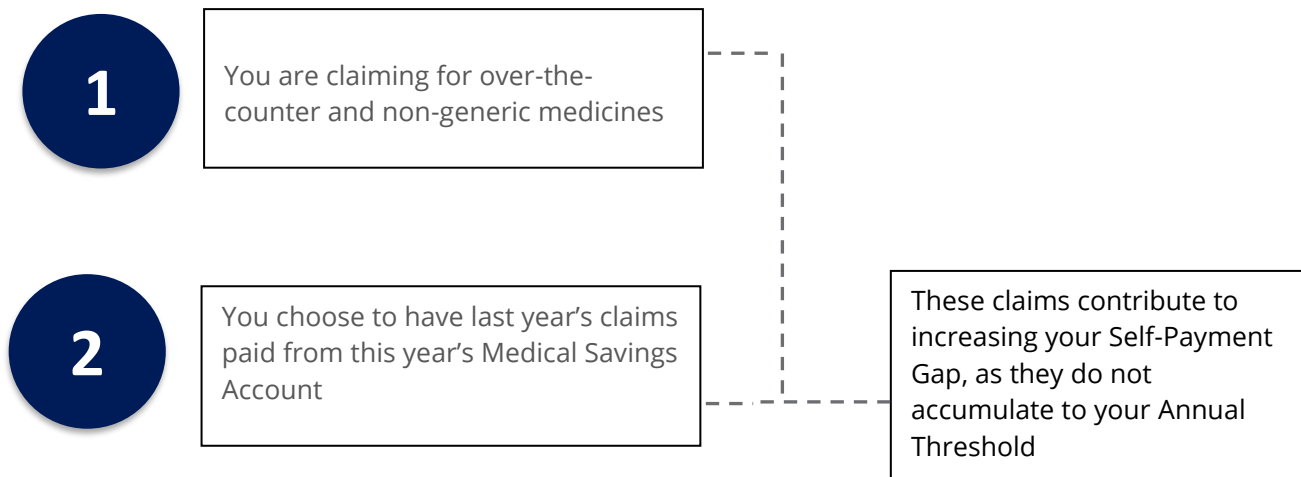 1
You are claiming for over-the-
counter and non-generic medicines
2
You choose to have last year’s claims
paid from this year’s Medical Savings
Account
These claims contribute to
increasing your Self-Payment
Gap, as they do not
accumulate to your Annual
Threshold